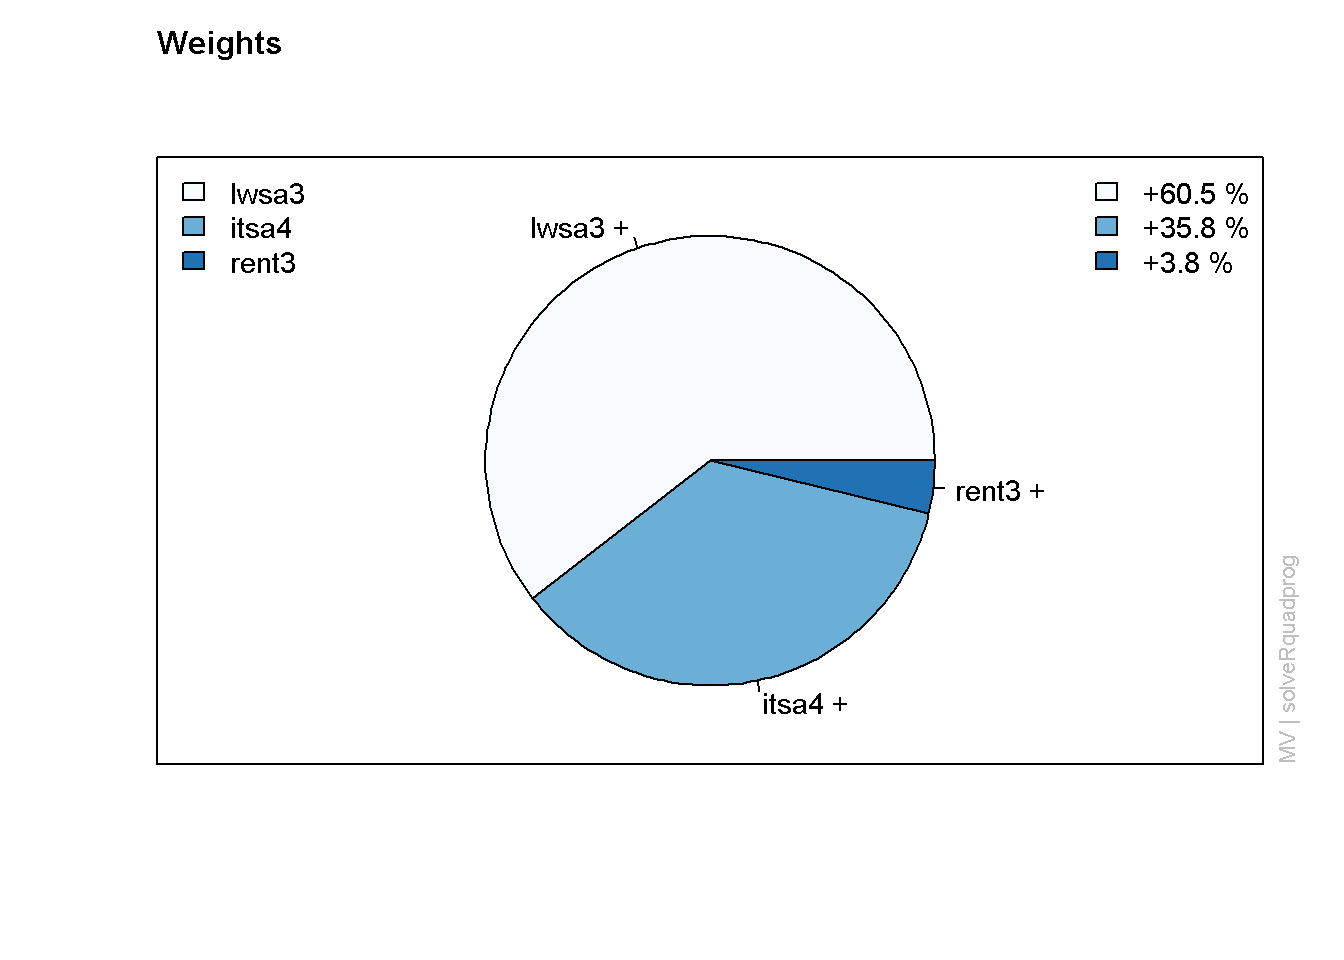 Weights
lwsa3
itsa4
rent3
+60.5 %
+35.8 %
+3.8 %
lwsa3 +
rent3 +
itsa4 +
MV | solveRquadprog